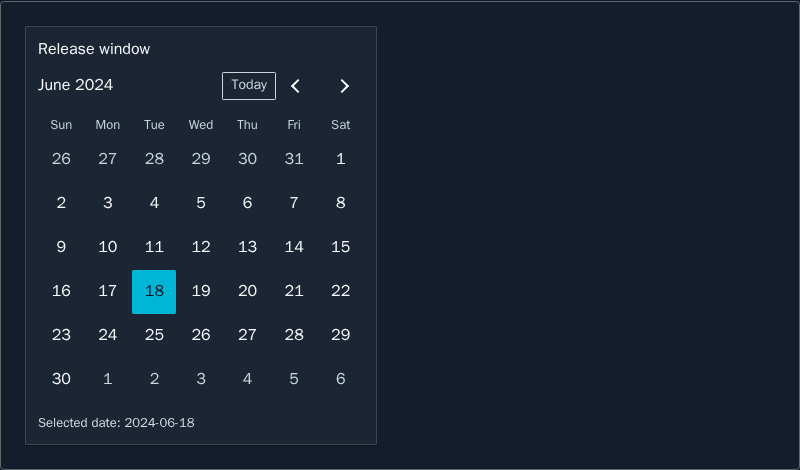 Release window
June 2024 Today
Sun Mon Tue Wed Thu Fri Sat
26 27 28 29 30 31 1
2 3 4 5 6 7 8
9 10 11 12 13 14 15
16 17 18 19 20 21 22
23 24 25 26 27 28 29
30 1 2 3 4 5 6
Selected date: 2024-06-18